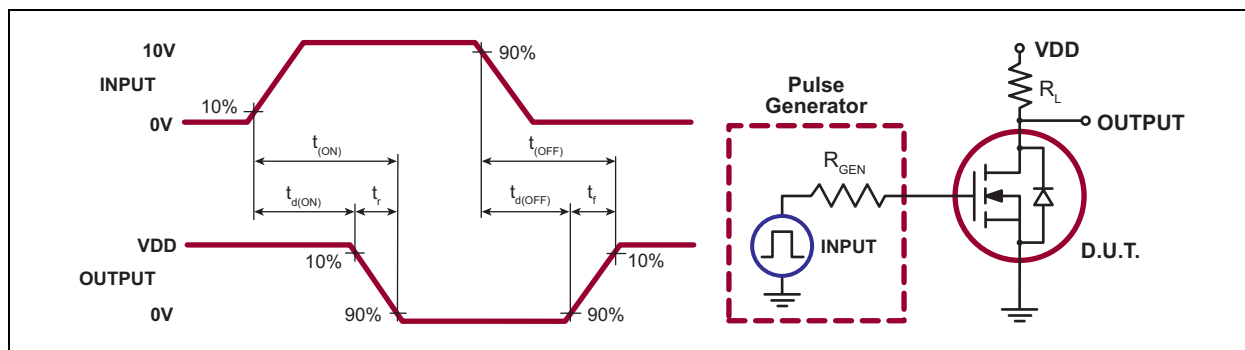 10V
INPUT
0V
10%
90%
t(ON)
t(OFF)
td(ON)
tr
td(OFF)
tf
VDD
OUTPUT
0V
10%
90%
90%
10%
Pulse
Generator
RGEN
INPUT
VDD
RL
OUTPUT
D.U.T.